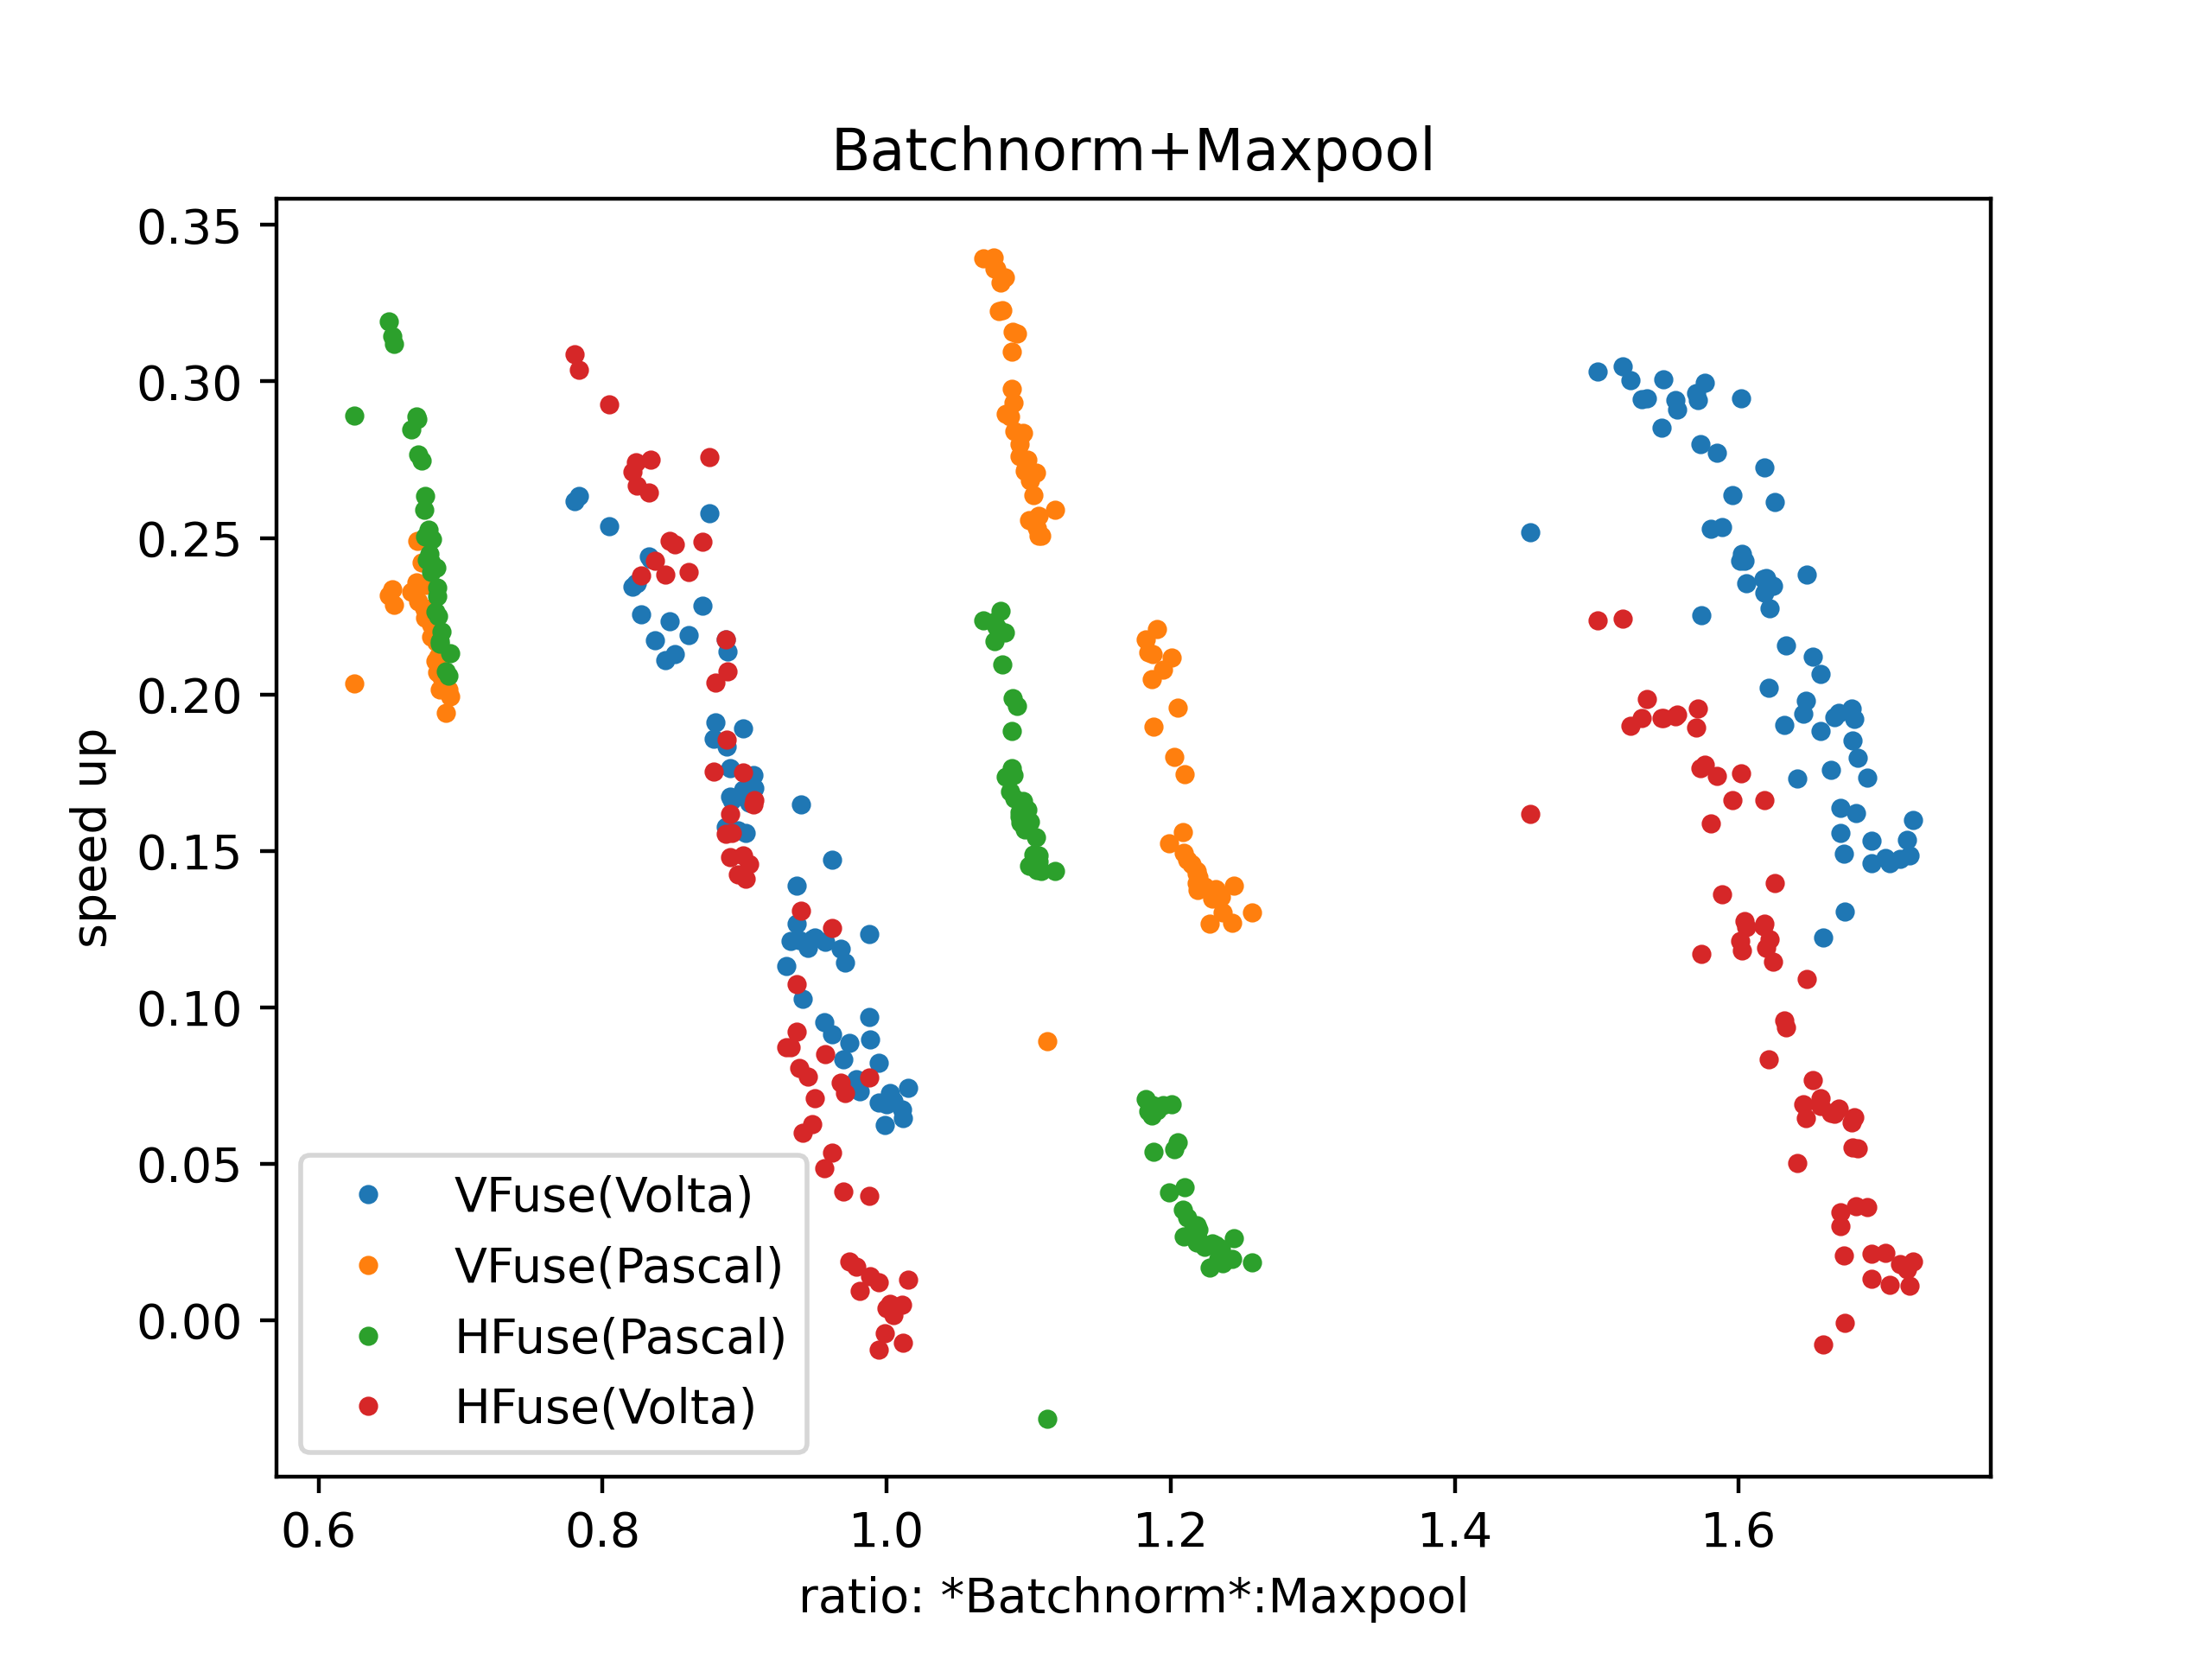 Batchnorm+Maxpool
0.35
0.30
0.25
0.20
0.15
0.10
0.05
0.00
speed up
VFuse(Volta)
VFuse(Pascal)
HFuse(Pascal)
HFuse(Volta)
0.6 0.8 1.0 1.2 1.4 1.6
ratio: *Batchnorm*:Maxpool